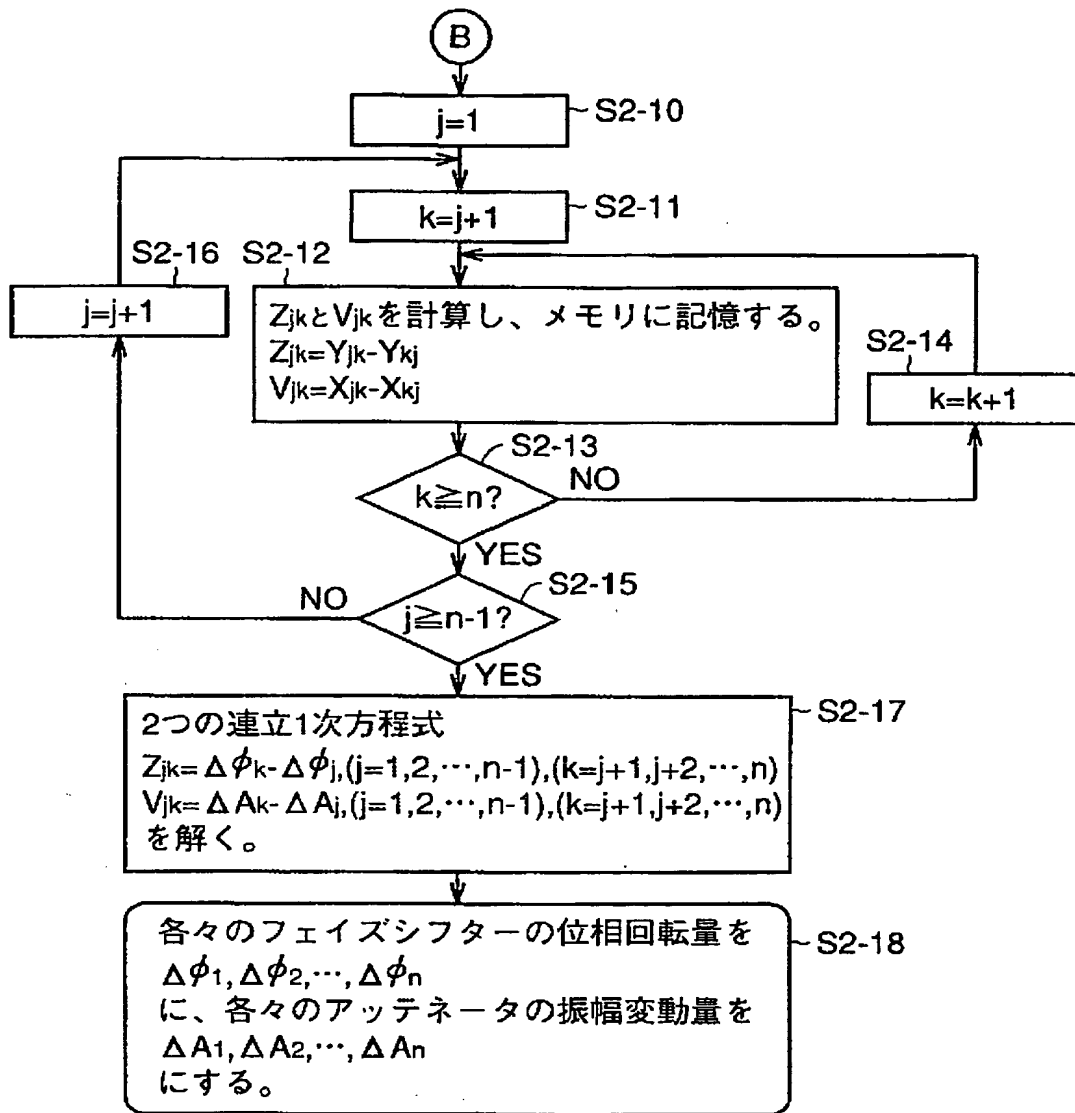 B
j=1
S2-10
k=j+1
S2-11
S2-16
j=j+1
S2-12
ZjkとVjkを計算し、メモリに記憶する。
Zjk=Yjk-Ykj
Vjk=Xjk-Xkj
S2-14
k=k+1
S2-13
k≧n?
NO
YES
S2-15
j≧n-1?
NO
YES
S2-17
2つの連立1次方程式
Zjk=Δϕk-Δϕj,(j=1,2,⋯,n-1),(k=j+1,j+2,⋯,n)
Vjk=ΔAk-ΔAj,(j=1,2,⋯,n-1),(k=j+1,j+2,⋯,n)
を解く。
S2-18
各々のフェイズシフターの位相回転量を
Δϕ1,Δϕ2,⋯,Δϕn
に、各々のアッテネータの振幅変動量を
ΔA1,ΔA2,⋯,ΔAn
にする。